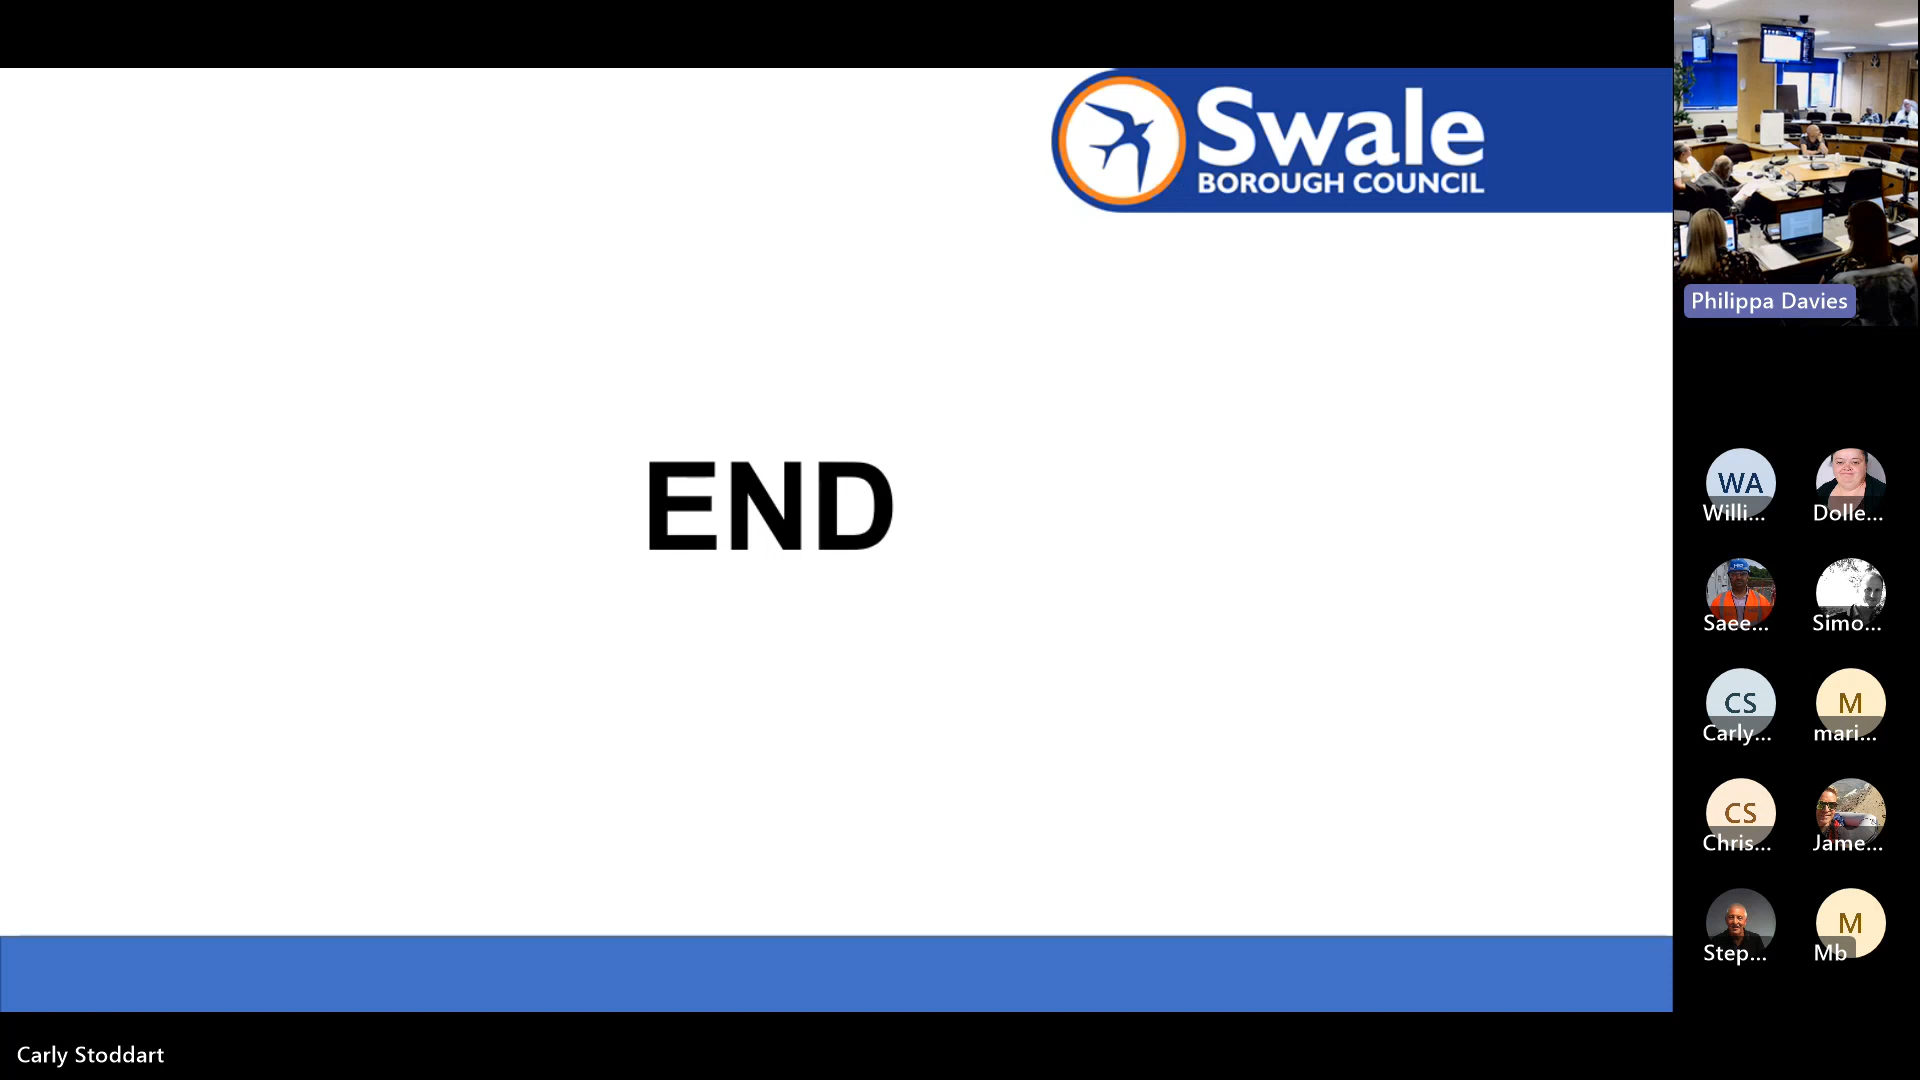 Swale
BOROUGH COUNCIL
END
Philippa Davies
WA
Willi...
Dolle...
Saee...
Simo...
CS
Carly...
M
mari...
CS
Chris...
Jame...
Step...
M
Mb
Carly Stoddart